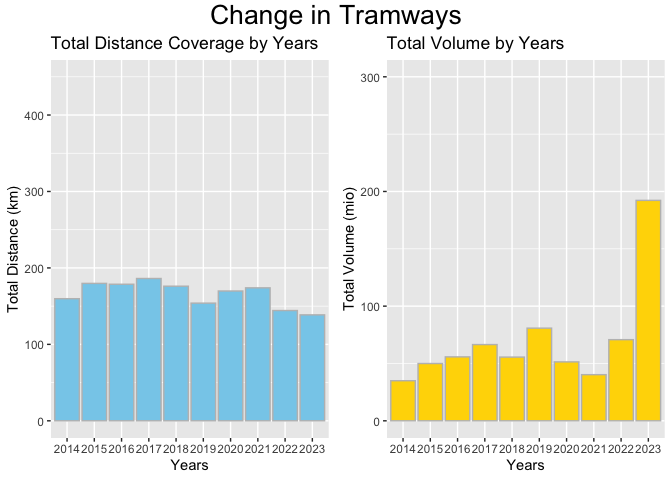 Change in Tramways
Total Distance Coverage by Years
Total Distance (km)
400
300
200
100
0
2014 2015 2016 2017 2018 2019 2020 2021 2022 2023
Years
Total Volume by Years
Total Volume (mio)
300
200
100
0
2014 2015 2016 2017 2018 2019 2020 2021 2022 2023
Years